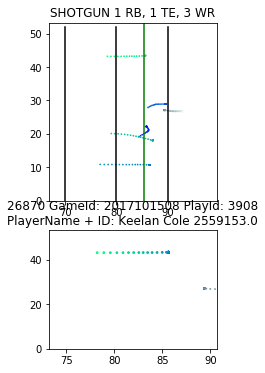 SHOTGUN 1 RB, 1 TE, 3 WR
50
40
30
20
10
0
70 80 90
26870 GameId: 2017101508 PlayId: 3908
PlayerName + ID: Keelan Cole 2559153.0
40
20
0
75 80 85 90